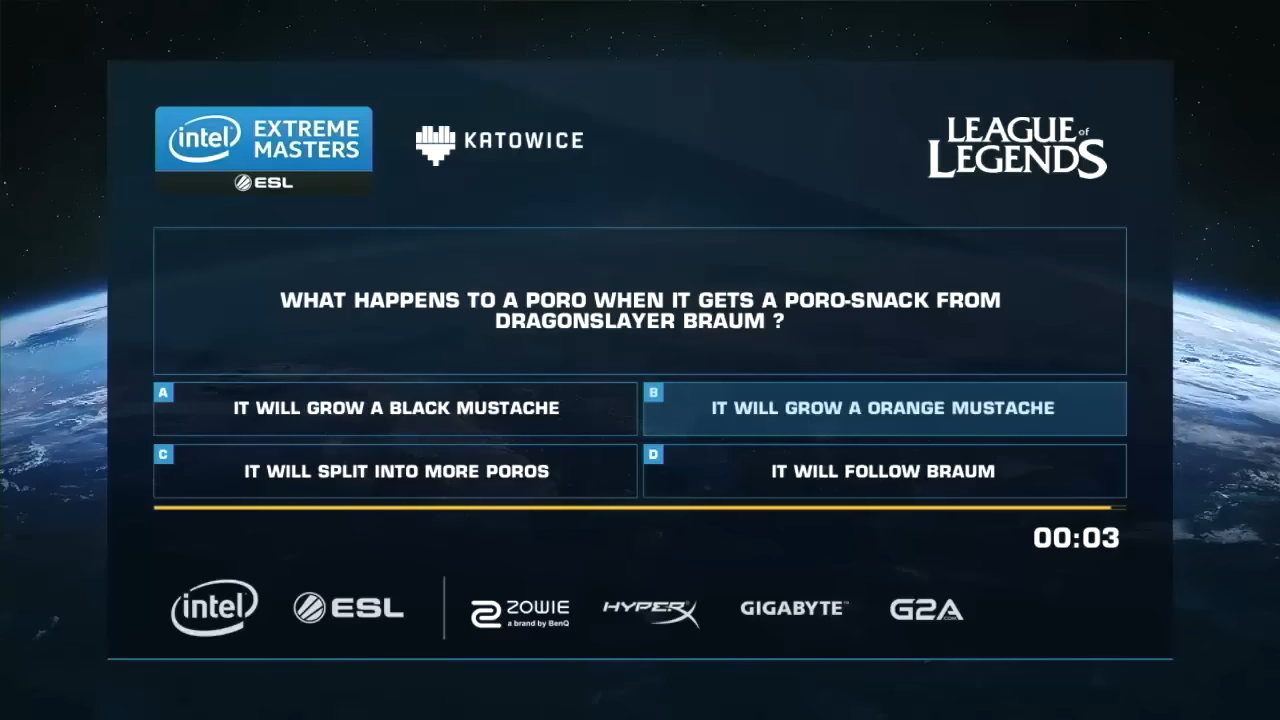 intel EXTREME
MASTERS
ESL
KATOWICE
LEAGUE of
LEGENDS
WHAT HAPPENS TO A PORO WHEN IT GETS A PORO-SNACK FROM
DRAGONSLAYER BRAUM ?
A IT WILL GROW A BLACK MUSTACHE
B IT WILL GROW A ORANGE MUSTACHE
C IT WILL SPLIT INTO MORE POROS
D IT WILL FOLLOW BRAUM
00:03
intel ESL ZOWIE HYPERX GIGABYTE™ G2A
a brand by BenQ .COM